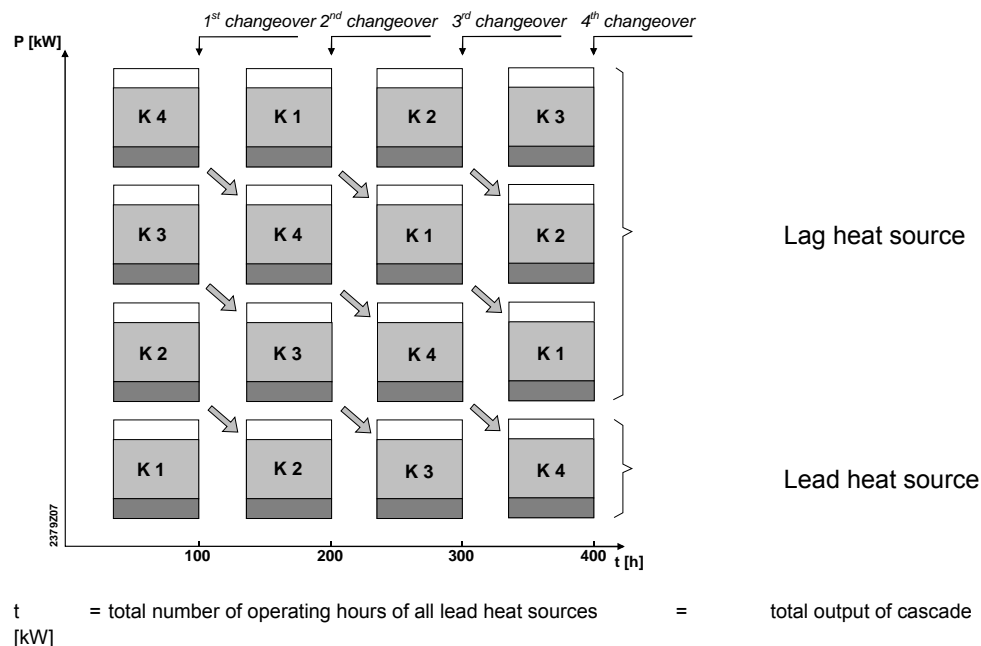 1st changeover 2nd changeover 3rd changeover 4th changeover
P [kW]
K 4 K 1 K 2 K 3
K 3 K 4 K 1 K 2
Lag heat source
K 2 K 3 K 4 K 1
K 1 K 2 K 3 K 4
Lead heat source
2379Z07
100 200 300 400
t [h]
t = total number of operating hours of all lead heat sources = total output of cascade
[kW]